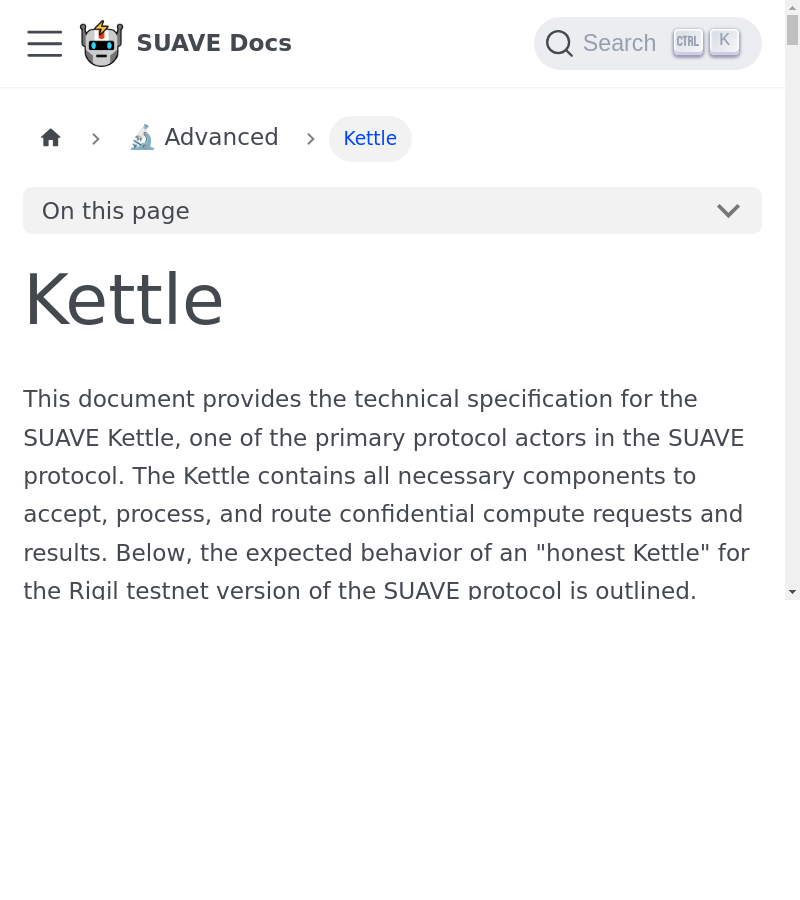 SUAVE Docs
Search CTRL K
🔬 Advanced
Kettle
On this page
Kettle
This document provides the technical specification for the
SUAVE Kettle, one of the primary protocol actors in the SUAVE
protocol. The Kettle contains all necessary components to
accept, process, and route confidential compute requests and
results. Below, the expected behavior of an "honest Kettle" for
the Rigil testnet version of the SUAVE protocol is outlined.